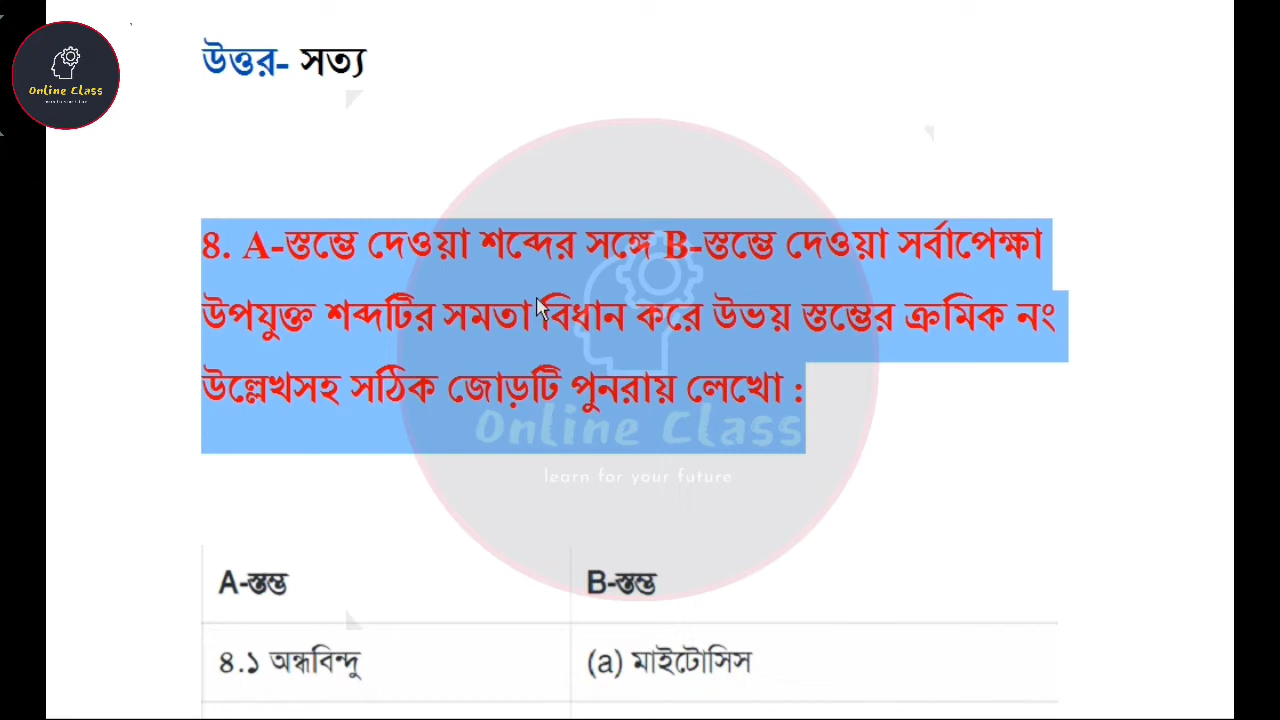 Online Class
উত্তর- সত্য
৪. A-স্তম্ভে দেওয়া শব্দের সঙ্গে B-স্তম্ভে দেওয়া সর্বাপেক্ষা
উপযুক্ত শব্দটির সমতা বিধান করে উভয় স্তম্ভের ক্রমিক নং
উল্লেখসহ সঠিক জোড়টি পুনরায় লেখো :
Online Class
learn for your future
A-স্তম্ভ B-স্তম্ভ
৪.১ অন্ধবিন্দু (a) মাইটোসিস